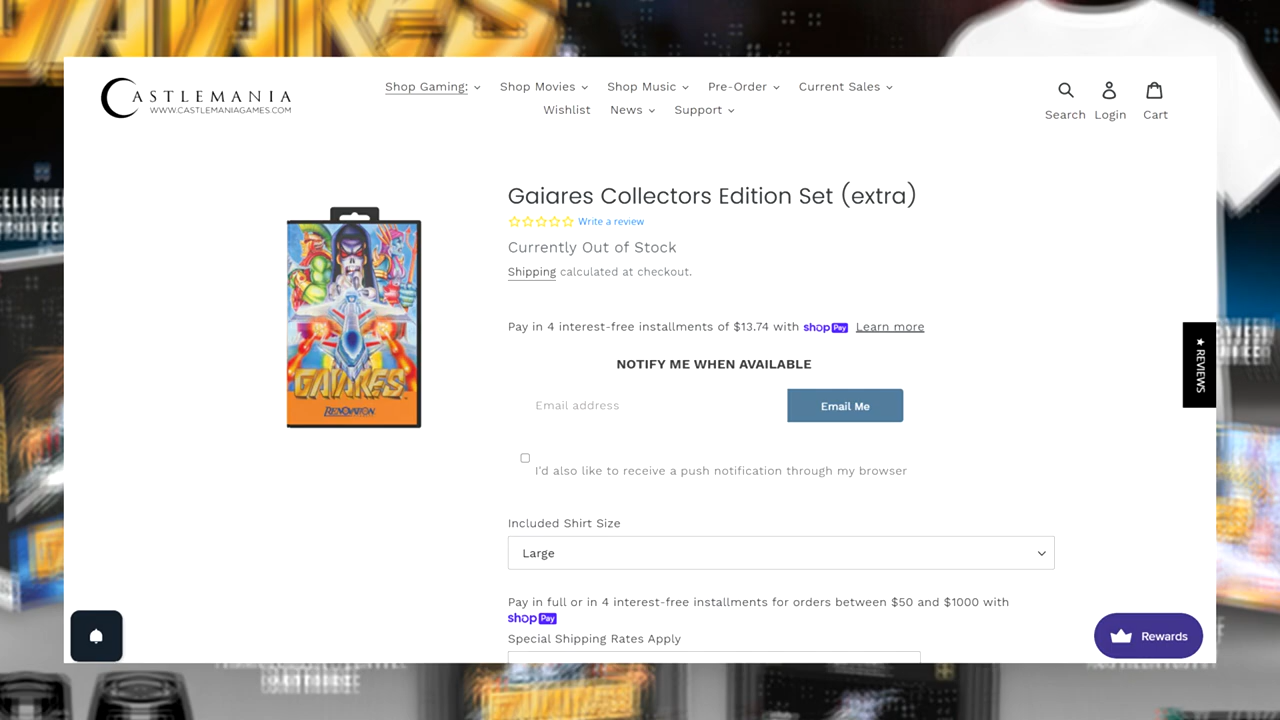 CASTLEMANIA
WWW.CASTLEMANIAGAMES.COM
Shop Gaming:
Shop Movies
Shop Music
Pre-Order
Current Sales
Wishlist
News
Support
Search
Login
Cart
Gaiares Collectors Edition Set (extra)
Write a review
Currently Out of Stock
Shipping calculated at checkout.
Pay in 4 interest-free installments of $13.74 with shop Pay Learn more
NOTIFY ME WHEN AVAILABLE
Email address
Email Me
I'd also like to receive a push notification through my browser
Included Shirt Size
Large
Pay in full or in 4 interest-free installments for orders between $50 and $1000 with
shop Pay
Special Shipping Rates Apply
GAIARES
RENOVATION
★ REVIEWS
Rewards